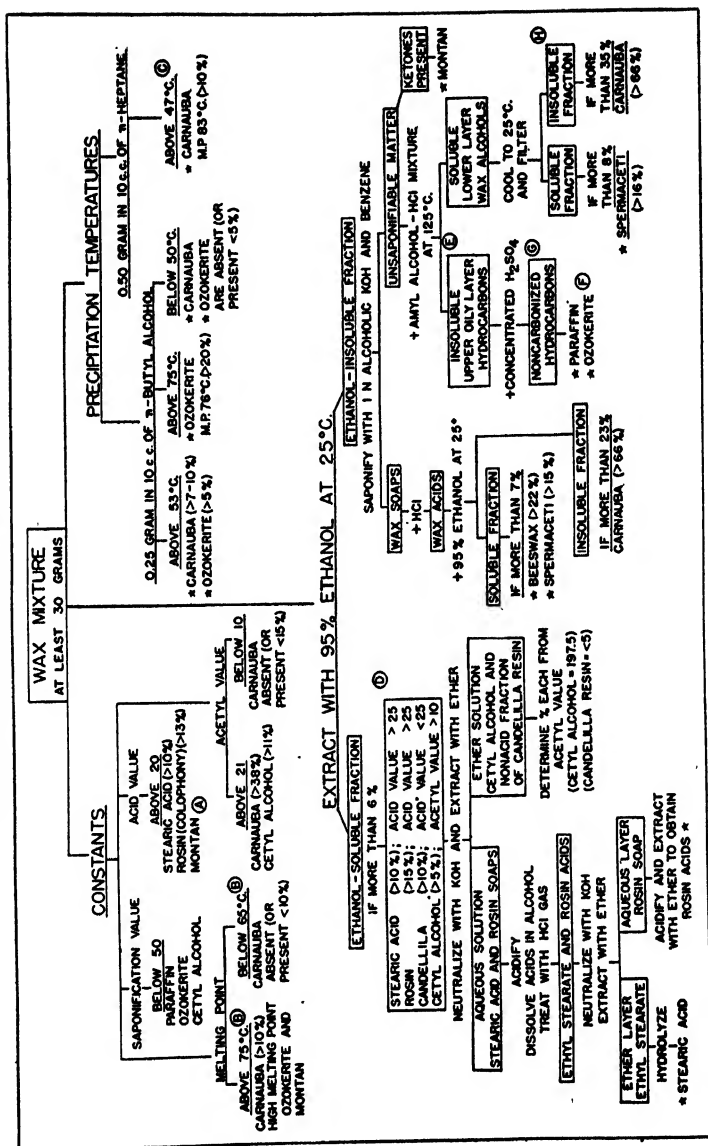 WAX MIXTURE
AT LEAST 30 GRAMS
CONSTANTS
SAPONIFICATION VALUE
BELOW 50
PARAFFIN
OZOKERITE
CETYL ALCOHOL
ACID VALUE
ABOVE 20
STEARIC ACID (>10%)
ROSIN (COLOPHONY)(>13%)
MONTAN Ⓐ
MELTING POINT
ABOVE 75°C. Ⓑ
CARNAUBA (>10%)
HIGH MELTING POINT
OZOKERITE AND
MONTAN
BELOW 65°C. Ⓑ
CARNAUBA
ABSENT (OR
PRESENT <10%)
ACETYL VALUE
ABOVE 21
CARNAUBA (>38%)
CETYL ALCOHOL (>11%)
BELOW 10
CARNAUBA
ABSENT (OR
PRESENT <15%)
PRECIPITATION TEMPERATURES
0.25 GRAM IN 10 c.c. OF n-BUTYL ALCOHOL
ABOVE 53°C.
★ CARNAUBA (>7-10%)
★ OZOKERITE (>5%)
ABOVE 75°C.
★ OZOKERITE
M.P. 76°C.(>20%)
BELOW 50°C.
★ CARNAUBA
★ OZOKERITE
ARE ABSENT (OR
PRESENT <5%)
0.50 GRAM IN 10 c.c. OF n-HEPTANE
ABOVE 47°C. Ⓒ
★ CARNAUBA
M.P 83°C.(>10%)
EXTRACT WITH 95% ETHANOL AT 25°C.
ETHANOL-SOLUBLE FRACTION
IF MORE THAN 6%
Ⓓ
STEARIC ACID (>10%); ACID VALUE > 25
ROSIN (>15%); ACID VALUE >25
CANDELLILA (>10%); ACID VALUE <25
CETYL ALCOHOL (>5%); ACETYL VALUE >10
NEUTRALIZE WITH KOH AND EXTRACT WITH ETHER
AQUEOUS SOLUTION
STEARIC ACID AND ROSIN SOAPS
ACIDIFY
DISSOLVE ACIDS IN ALCOHOL
TREAT WITH HCl GAS
ETHYL STEARATE AND ROSIN ACIDS
NEUTRALIZE WITH KOH
EXTRACT WITH ETHER
ETHER LAYER
ETHYL STEARATE
HYDROLYZE
★ STEARIC ACID
AQUEOUS LAYER
ROSIN SOAP
ACIDIFY AND EXTRACT
WITH ETHER TO OBTAIN
ROSIN ACIDS ★
ETHER SOLUTION
CETYL ALCOHOL AND
NONACID FRACTION
OF CANDELILLA RESIN
DETERMINE % EACH FROM
ACETYL VALUE
(CETYL ALCOHOL = 197.5)
(CANDELILLA RESIN = <5)
ETHANOL-INSOLUBLE FRACTION
SAPONIFY WITH 1 N ALCOHOLIC KOH AND BENZENE
WAX SOAPS
+ HCl
WAX ACIDS
+ 95% ETHANOL AT 25°
SOLUBLE FRACTION
IF MORE THAN 7%
★ BEESWAX (>22%)
★ SPERMACETI (>15%)
INSOLUBLE FRACTION
IF MORE THAN 23%
CARNAUBA (>66%)
UNSAPONIFIABLE MATTER
+ AMYL ALCOHOL-HCl MIXTURE
AT 125°C.
KETONES
PRESENT
★ MONTAN
Ⓔ
INSOLUBLE
UPPER OILY LAYER
HYDROCARBONS
+ CONCENTRATED H₂SO₄
Ⓖ
NONCARBONIZED
HYDROCARBONS
★ PARAFFIN
★ OZOKERITE Ⓕ
SOLUBLE
LOWER LAYER
WAX ALCOHOLS
COOL TO 25°C.
AND FILTER
SOLUBLE
FRACTION
IF MORE
THAN 8%
★ SPERMACETI
(>16%)
Ⓗ
INSOLUBLE
FRACTION
IF MORE
THAN 35%
CARNAUBA
(>66%)